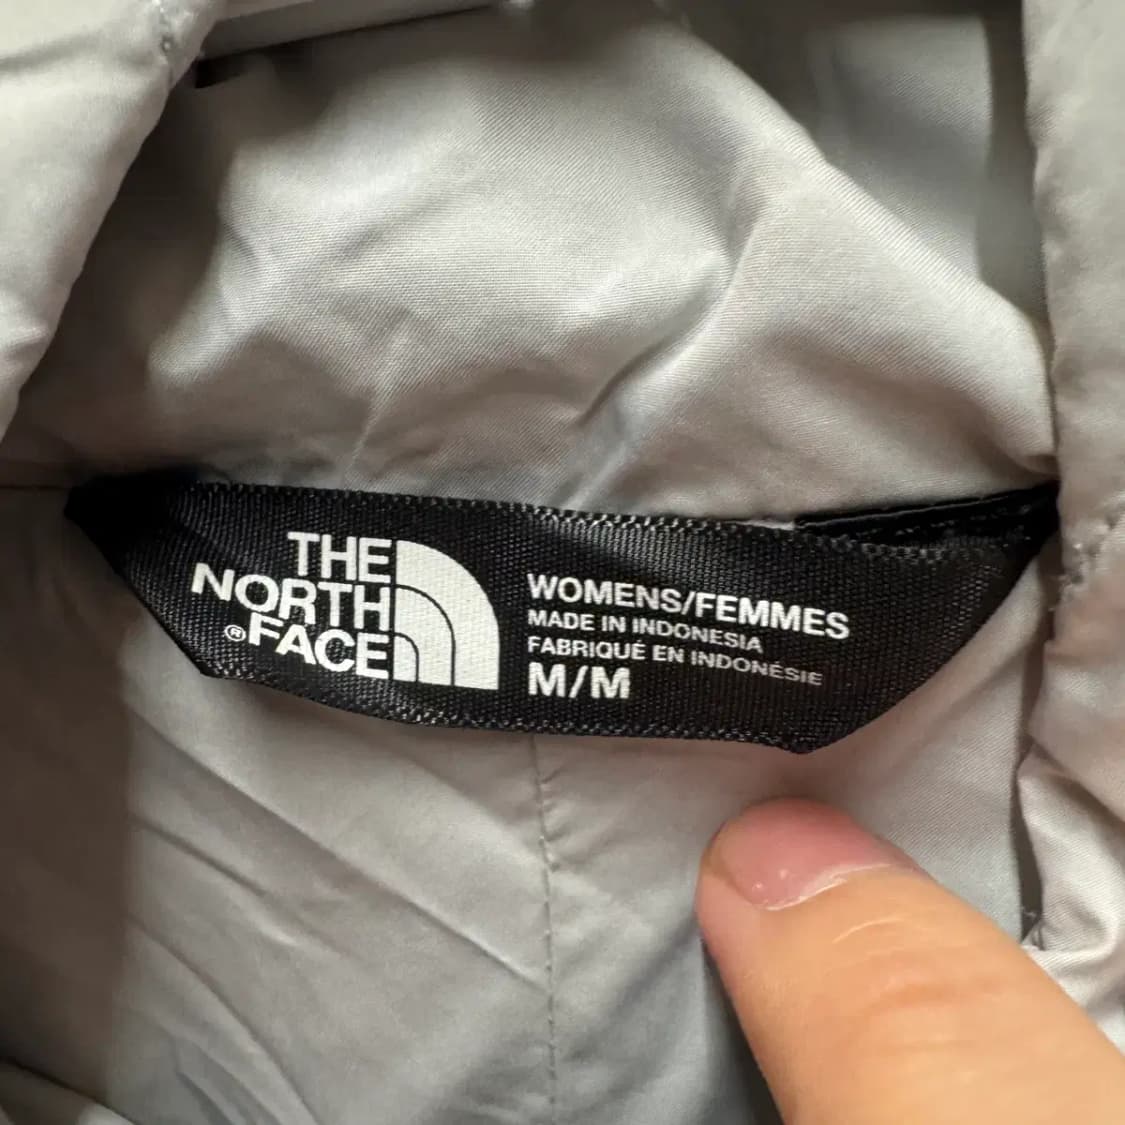 THE
NORTH
®FACE
WOMENS/FEMMES
MADE IN INDONESIA
FABRIQUÉ EN INDONÉSIE
M/M